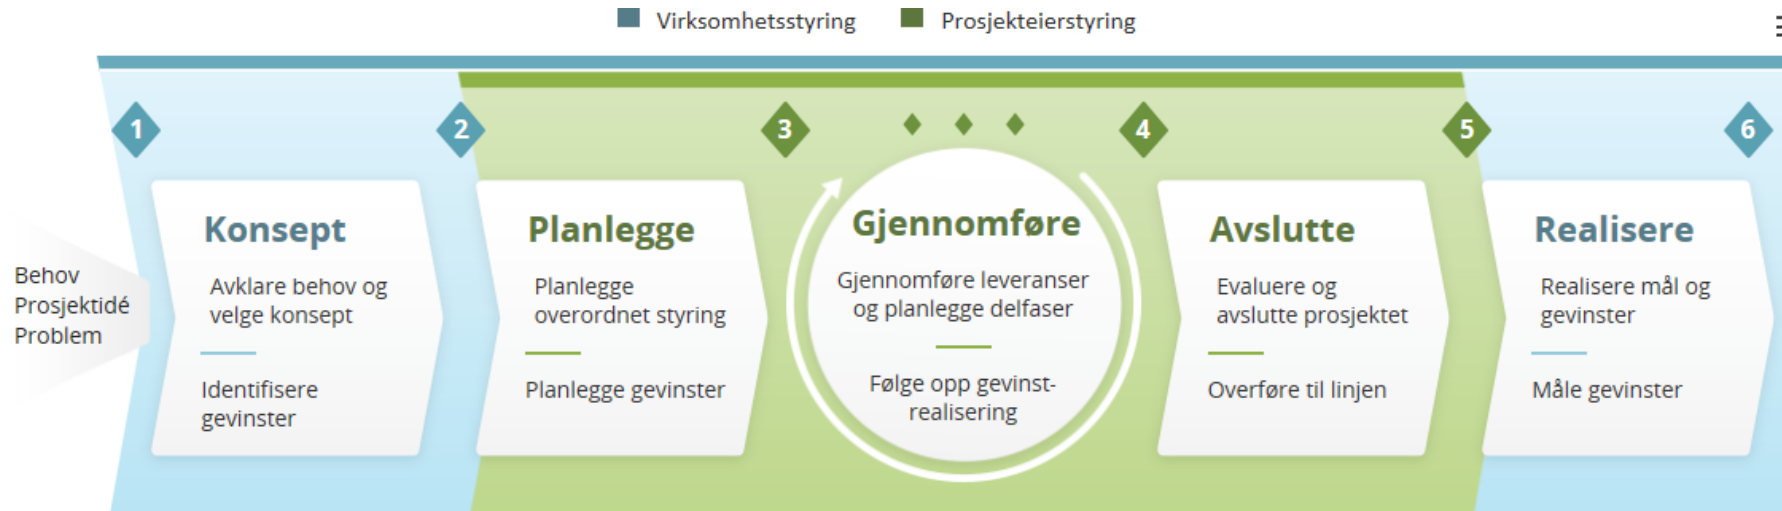 Virksomhetsstyring
Prosjekteierstyring
1
2
3
4
5
6
Behov
Prosjektidé
Problem
Konsept
Avklare behov og
velge konsept
Identifisere
gevinster
Planlegge
Planlegge
overordnet styring
Planlegge gevinster
Gjennomføre
Gjennomføre leveranser
og planlegge delfaser
Følge opp gevinst-
realisering
Avslutte
Evaluere og
avslutte prosjektet
Overføre til linjen
Realisere
Realisere mål og
gevinster
Måle gevinster